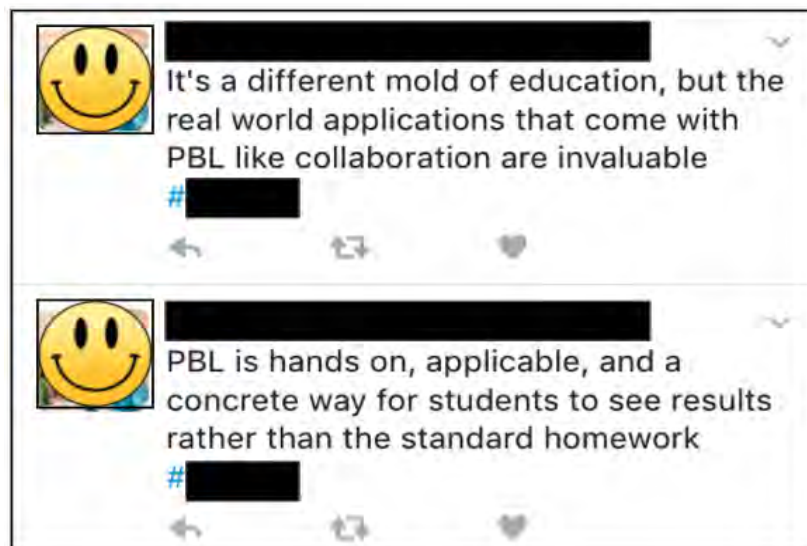 It's a different mold of education, but the
real world applications that come with
PBL like collaboration are invaluable
#
PBL is hands on, applicable, and a
concrete way for students to see results
rather than the standard homework
#